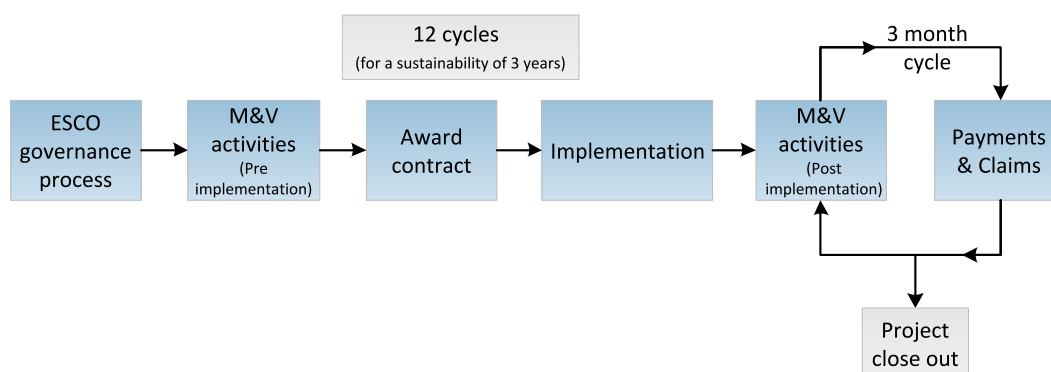 12 cycles
(for a sustainability of 3 years)
3 month
cycle
ESCO
governance
process
M&V
activities
(Pre
implementation)
Award
contract
Implementation
M&V
activities
(Post
implementation)
Payments
& Claims
Project
close out